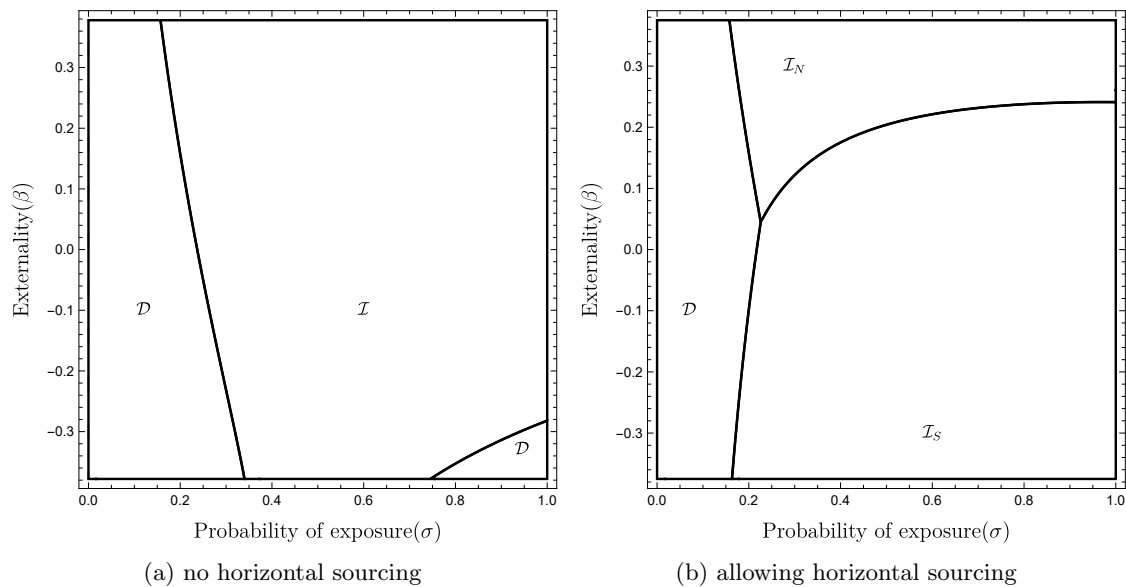 0.3
0.2
0.1
0.0
−0.1
−0.2
−0.3
Externality(β)
𝒟
ℐ
𝒟
0.0 0.2 0.4 0.6 0.8 1.0
Probability of exposure(σ)
(a) no horizontal sourcing
0.3
0.2
0.1
0.0
−0.1
−0.2
−0.3
Externality(β)
ℐ_N
𝒟
ℐ_S
0.0 0.2 0.4 0.6 0.8 1.0
Probability of exposure(σ)
(b) allowing horizontal sourcing